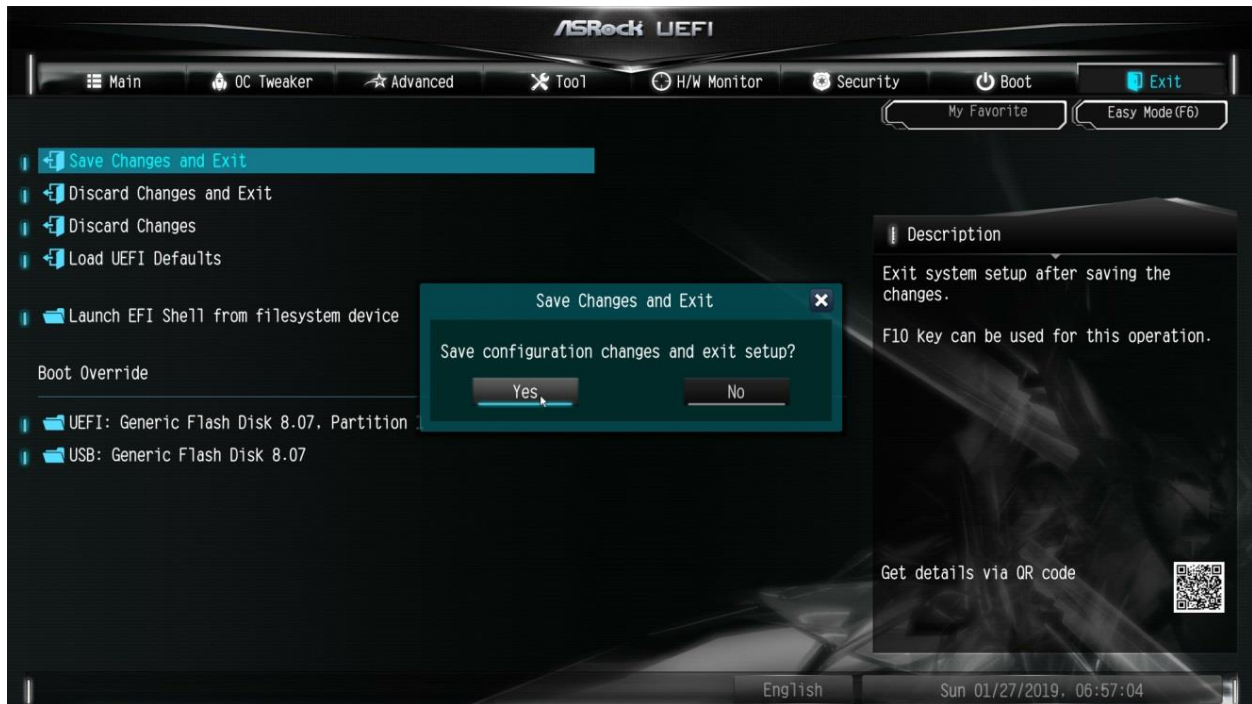 ASRock UEFI
Main OC Tweaker Advanced Tool H/W Monitor Security Boot Exit
My Favorite Easy Mode(F6)
Save Changes and Exit
Discard Changes and Exit
Discard Changes
Load UEFI Defaults
Launch EFI Shell from filesystem device
Boot Override
UEFI: Generic Flash Disk 8.07, Partition
USB: Generic Flash Disk 8.07
Save Changes and Exit
Save configuration changes and exit setup?
Yes No
Description
Exit system setup after saving the
changes.
F10 key can be used for this operation.
Get details via QR code
English Sun 01/27/2019, 06:57:04